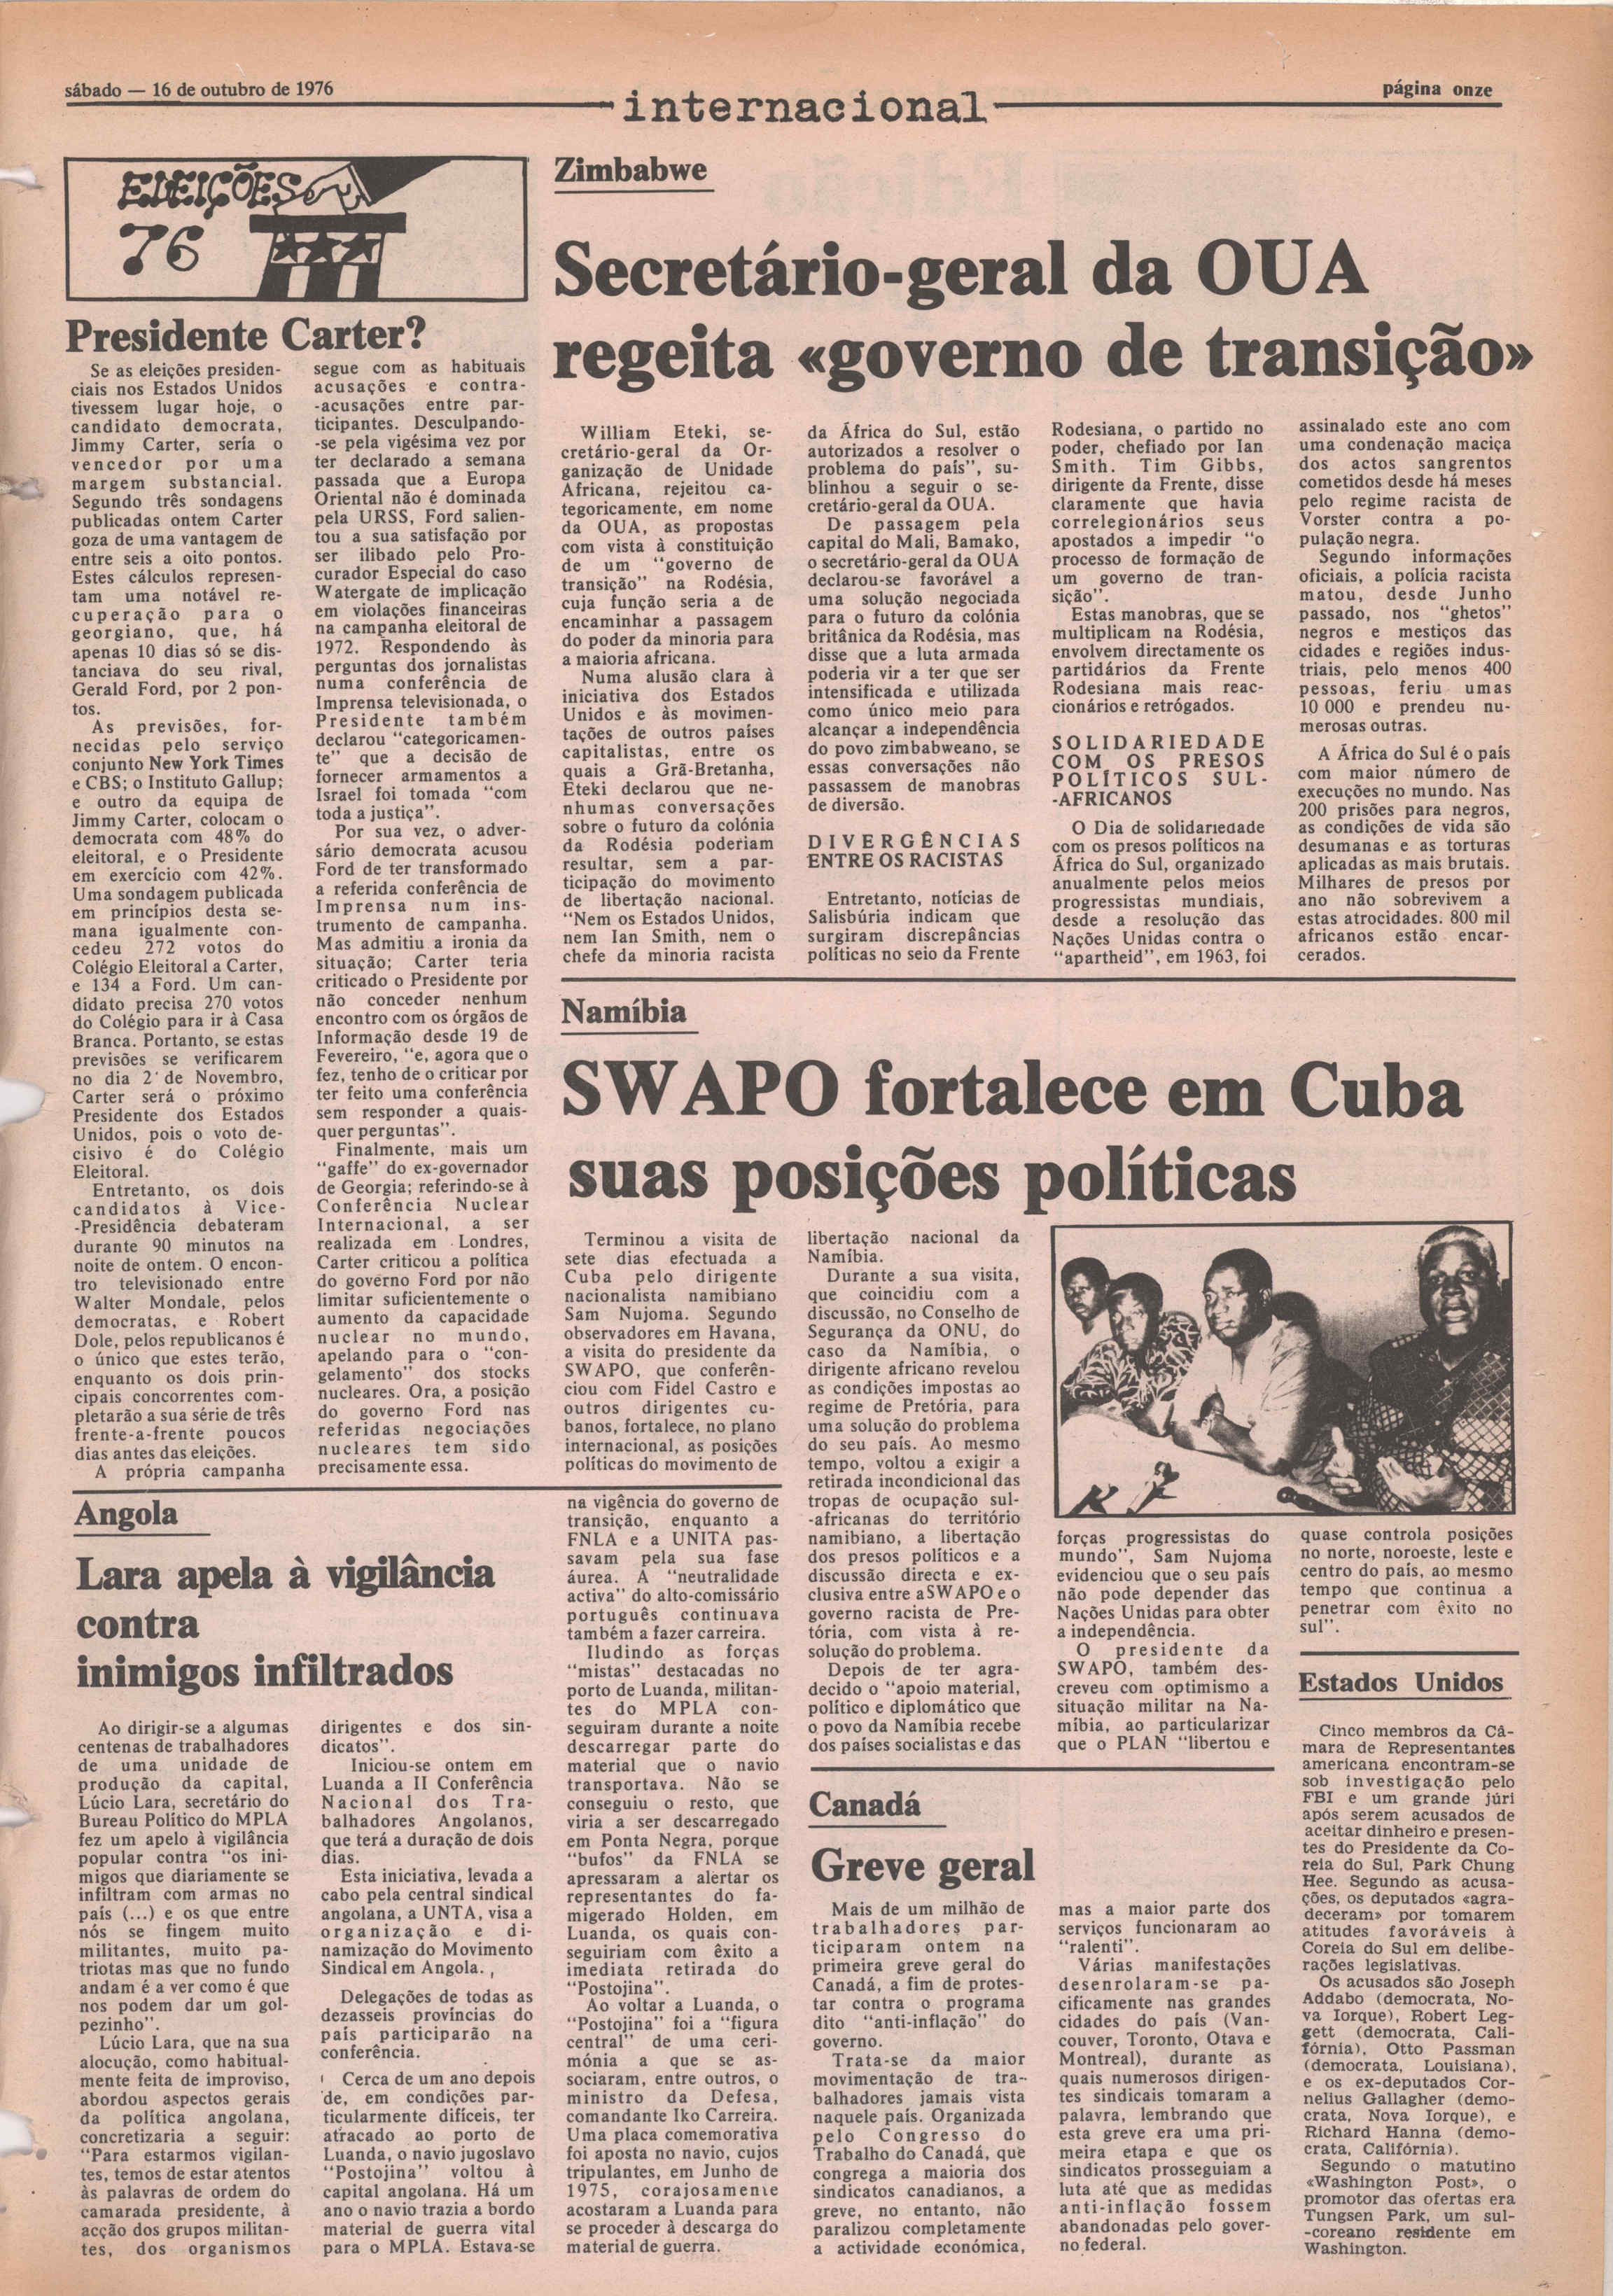 sábado — 16 de outubro de 1976
internacional
página onze
ELEIÇÕES
76
Presidente Carter?
Se as eleições presiden-
ciais nos Estados Unidos
tivessem lugar hoje, o
candidato democrata,
Jimmy Carter, sería o
vencedor por uma
margem substancial.
Segundo três sondagens
publicadas ontem Carter
goza de uma vantagem de
entre seis a oito pontos.
Estes cálculos represen-
tam uma notável re-
cuperação para o
georgiano, que, há
apenas 10 dias só se dis-
tanciava do seu rival,
Gerald Ford, por 2 pon-
tos.
As previsões, for-
necidas pelo serviço
conjunto New York Times
e CBS; o Instituto Gallup;
e outro da equipa de
Jimmy Carter, colocam o
democrata com 48% do
eleitoral, e o Presidente
em exercício com 42%.
Uma sondagem publicada
em princípios desta se-
mana igualmente con-
cedeu 272 votos do
Colégio Eleitoral a Carter,
e 134 a Ford. Um can-
didato precisa 270 votos
do Colégio para ir à Casa
Branca. Portanto, se estas
previsões se verificarem
no dia 2 de Novembro,
Carter será o próximo
Presidente dos Estados
Unidos, pois o voto de-
cisivo é do Colégio
Eleitoral.
Entretanto, os dois
candidatos à Vice-
-Presidência debateram
durante 90 minutos na
noite de ontem. O encon-
tro televisionado entre
Walter Mondale, pelos
democratas, e Robert
Dole, pelos republicanos é
o único que estes terão,
enquanto os dois prin-
cipais concorrentes com-
pletarão a sua série de três
frente-a-frente poucos
dias antes das eleições.
A própria campanha
segue com as habituais
acusações e contra-
-acusações entre par-
ticipantes. Desculpando-
-se pela vigésima vez por
ter declarado a semana
passada que a Europa
Oriental não é dominada
pela URSS, Ford salien-
tou a sua satisfação por
ser ilibado pelo Pro-
curador Especial do caso
Watergate de implicação
em violações financeiras
na campanha eleitoral de
1972. Respondendo às
perguntas dos jornalistas
numa conferência de
Imprensa televisionada, o
Presidente também
declarou “categoricamen-
te” que a decisão de
fornecer armamentos a
Israel foi tomada “com
toda a justiça”.
Por sua vez, o adver-
sário democrata acusou
Ford de ter transformado
a referida conferência de
Imprensa num ins-
trumento de campanha.
Mas admitiu a ironia da
situação; Carter teria
criticado o Presidente por
não conceder nenhum
encontro com os órgãos de
Informação desde 19 de
Fevereiro, “e, agora que o
fez, tenho de o criticar por
ter feito uma conferência
sem responder a quais-
quer perguntas”.
Finalmente, mais um
“gaffe” do ex-governador
de Georgia; referindo-se à
Conferência Nuclear
Internacional, a ser
realizada em Londres,
Carter criticou a política
do governo Ford por não
limitar suficientemente o
aumento da capacidade
nuclear no mundo,
apelando para o “con-
gelamento” dos stocks
nucleares. Ora, a posição
do governo Ford nas
referidas negociações
nucleares tem sido
precisamente essa.
Zimbabwe
Secretário-geral da OUA
regeita «governo de transição»
William Eteki, se-
cretário-geral da Or-
ganização de Unidade
Africana, rejeitou ca-
tegoricamente, em nome
da OUA, as propostas
com vista à constituição
de um “governo de
transição” na Rodésia,
cuja função seria a de
encaminhar a passagem
do poder da minoria para
a maioria africana.
Numa alusão clara à
iniciativa dos Estados
Unidos e às movimen-
tações de outros países
capitalistas, entre os
quais a Grã-Bretanha,
Eteki declarou que ne-
nhumas conversações
sobre o futuro da colónia
da Rodésia poderiam
resultar, sem a par-
ticipação do movimento
de libertação nacional.
“Nem os Estados Unidos,
nem Ian Smith, nem o
chefe da minoria racista
da África do Sul, estão
autorizados a resolver o
problema do país”, su-
blinhou a seguir o se-
cretário-geral da OUA.
De passagem pela
capital do Mali, Bamako,
o secretário-geral da OUA
declarou-se favorável a
uma solução negociada
para o futuro da colónia
britânica da Rodésia, mas
disse que a luta armada
poderia vir a ter que ser
intensificada e utilizada
como único meio para
alcançar a independência
do povo zimbabweano, se
essas conversações não
passassem de manobras
de diversão.
DIVERGÊNCIAS
ENTRE OS RACISTAS
Entretanto, notícias de
Salisbúria indicam que
surgiram discrepâncias
políticas no seio da Frente
Rodesiana, o partido no
poder, chefiado por Ian
Smith. Tim Gibbs,
dirigente da Frente, disse
claramente que havia
correlegionários seus
apostados a impedir “o
processo de formação de
um governo de tran-
sição”.
Estas manobras, que se
multiplicam na Rodésia,
envolvem directamente os
partidários da Frente
Rodesiana mais reac-
cionários e retrógados.
SOLIDARIEDADE
COM OS PRESOS
POLÍTICOS SUL-
-AFRICANOS
O Dia de solidariedade
com os presos políticos na
África do Sul, organizado
anualmente pelos meios
progressistas mundiais,
desde a resolução das
Nações Unidas contra o
“apartheid”, em 1963, foi
assinalado este ano com
uma condenação maciça
dos actos sangrentos
cometidos desde há meses
pelo regime racista de
Vorster contra a po-
pulação negra.
Segundo informações
oficiais, a polícia racista
matou, desde Junho
passado, nos “ghetos”
negros e mestiços das
cidades e regiões indus-
triais, pelo menos 400
pessoas, feriu umas
10 000 e prendeu nu-
merosas outras.
A África do Sul é o país
com maior número de
execuções no mundo. Nas
200 prisões para negros,
as condições de vida são
desumanas e as torturas
aplicadas as mais brutais.
Milhares de presos por
ano não sobrevivem a
estas atrocidades. 800 mil
africanos estão encar-
cerados.
Namíbia
SWAPO fortalece em Cuba
suas posições políticas
Terminou a visita de
sete dias efectuada a
Cuba pelo dirigente
nacionalista namibiano
Sam Nujoma. Segundo
observadores em Havana,
a visita do presidente da
SWAPO, que conferên-
ciou com Fidel Castro e
outros dirigentes cu-
banos, fortalece, no plano
internacional, as posições
políticas do movimento de
libertação nacional da
Namíbia.
Durante a sua visita,
que coincidiu com a
discussão, no Conselho de
Segurança da ONU, do
caso da Namíbia, o
dirigente africano revelou
as condições impostas ao
regime de Pretória, para
uma solução do problema
do seu país. Ao mesmo
tempo, voltou a exigir a
retirada incondicional das
tropas de ocupação sul-
-africanas do território
namibiano, a libertação
dos presos políticos e a
discussão directa e ex-
clusiva entre a SWAPO e o
governo racista de Pre-
tória, com vista à re-
solução do problema.
Depois de ter agra-
decido o “apoio material,
político e diplomático que
o povo da Namíbia recebe
dos países socialistas e das
forças progressistas do
mundo”, Sam Nujoma
evidenciou que o seu país
não pode depender das
Nações Unidas para obter
a independência.
O presidente da
SWAPO, também des-
creveu com optimismo a
situação militar na Na-
míbia, ao particularizar
que o PLAN “libertou e
quase controla posições
no norte, noroeste, leste e
centro do país, ao mesmo
tempo que continua a
penetrar com êxito no
sul”.
Angola
Lara apela à vigilância
contra
inimigos infiltrados
Ao dirigir-se a algumas
centenas de trabalhadores
de uma unidade de
produção da capital,
Lúcio Lara, secretário do
Bureau Político do MPLA
fez um apelo à vigilância
popular contra “os ini-
migos que diariamente se
infiltram com armas no
país (...) e os que entre
nós se fingem muito
militantes, muito pa-
triotas mas que no fundo
andam é a ver como é que
nos podem dar um gol-
pezinho”.
Lúcio Lara, que na sua
alocução, como habitual-
mente feita de improviso,
abordou aspectos gerais
da política angolana,
concretizaria a seguir:
“Para estarmos vigilan-
tes, temos de estar atentos
às palavras de ordem do
camarada presidente, à
acção dos grupos militan-
tes, dos organismos
dirigentes e dos sin-
dicatos”.
Iniciou-se ontem em
Luanda a II Conferência
Nacional dos Tra-
balhadores Angolanos,
que terá a duração de dois
dias.
Esta iniciativa, levada a
cabo pela central sindical
angolana, a UNTA, visa a
organização e di-
namização do Movimento
Sindical em Angola.
Delegações de todas as
dezasseis províncias do
país participarão na
conferência.
Cerca de um ano depois
de, em condições par-
ticularmente difíceis, ter
atracado ao porto de
Luanda, o navio jugoslavo
“Postojina” voltou à
capital angolana. Há um
ano o navio trazia a bordo
material de guerra vital
para o MPLA. Estava-se
na vigência do governo de
transição, enquanto a
FNLA e a UNITA pas-
savam pela sua fase
áurea. A “neutralidade
activa” do alto-comissário
português continuava
também a fazer carreira.
Iludindo as forças
“mistas” destacadas no
porto de Luanda, militan-
tes do MPLA con-
seguiram durante a noite
descarregar parte do
material que o navio
transportava. Não se
conseguiu o resto, que
viria a ser descarregado
em Ponta Negra, porque
“bufos” da FNLA se
apressaram a alertar os
representantes do fa-
migerado Holden, em
Luanda, os quais con-
seguiriam com êxito a
imediata retirada do
“Postojina”.
Ao voltar a Luanda, o
“Postojina” foi a “figura
central” de uma ceri-
mónia a que se as-
sociaram, entre outros, o
ministro da Defesa,
comandante Iko Carreira.
Uma placa comemorativa
foi aposta no navio, cujos
tripulantes, em Junho de
1975, corajosamente
acostaram a Luanda para
se proceder à descarga do
material de guerra.
Canadá
Greve geral
Mais de um milhão de
trabalhadores par-
ticiparam ontem na
primeira greve geral do
Canadá, a fim de protes-
tar contra o programa
dito “anti-inflação” do
governo.
Trata-se da maior
movimentação de tra-
balhadores jamais vista
naquele país. Organizada
pelo Congresso do
Trabalho do Canadá, que
congrega a maioria dos
sindicatos canadianos, a
greve, no entanto, não
paralizou completamente
a actividade económica,
mas a maior parte dos
serviços funcionaram ao
“ralenti”.
Várias manifestações
desenrolaram-se pa-
cificamente nas grandes
cidades do país (Van-
couver, Toronto, Otava e
Montreal), durante as
quais numerosos dirigen-
tes sindicais tomaram a
palavra, lembrando que
esta greve era uma pri-
meira etapa e que os
sindicatos prosseguiam a
luta até que as medidas
anti-inflação fossem
abandonadas pelo gover-
no federal.
Estados Unidos
Cinco membros da Câ-
mara de Representantes
americana encontram-se
sob investigação pelo
FBI e um grande júri
após serem acusados de
aceitar dinheiro e presen-
tes do Presidente da Co-
reia do Sul, Park Chung
Hee. Segundo as acusa-
ções, os deputados «agra-
deceram» por tomarem
atitudes favoráveis à
Coreia do Sul em delibe-
rações legislativas.
Os acusados são Joseph
Addabo (democrata, No-
va Iorque), Robert Leg-
gett (democrata, Cali-
fórnia), Otto Passman
(democrata, Louisiana),
e os ex-deputados Cor-
nelius Gallagher (demo-
crata, Nova Iorque), e
Richard Hanna (demo-
crata, Califórnia).
Segundo o matutino
«Washington Post», o
promotor das ofertas era
Tungsen Park, um sul-
-coreano residente em
Washington.